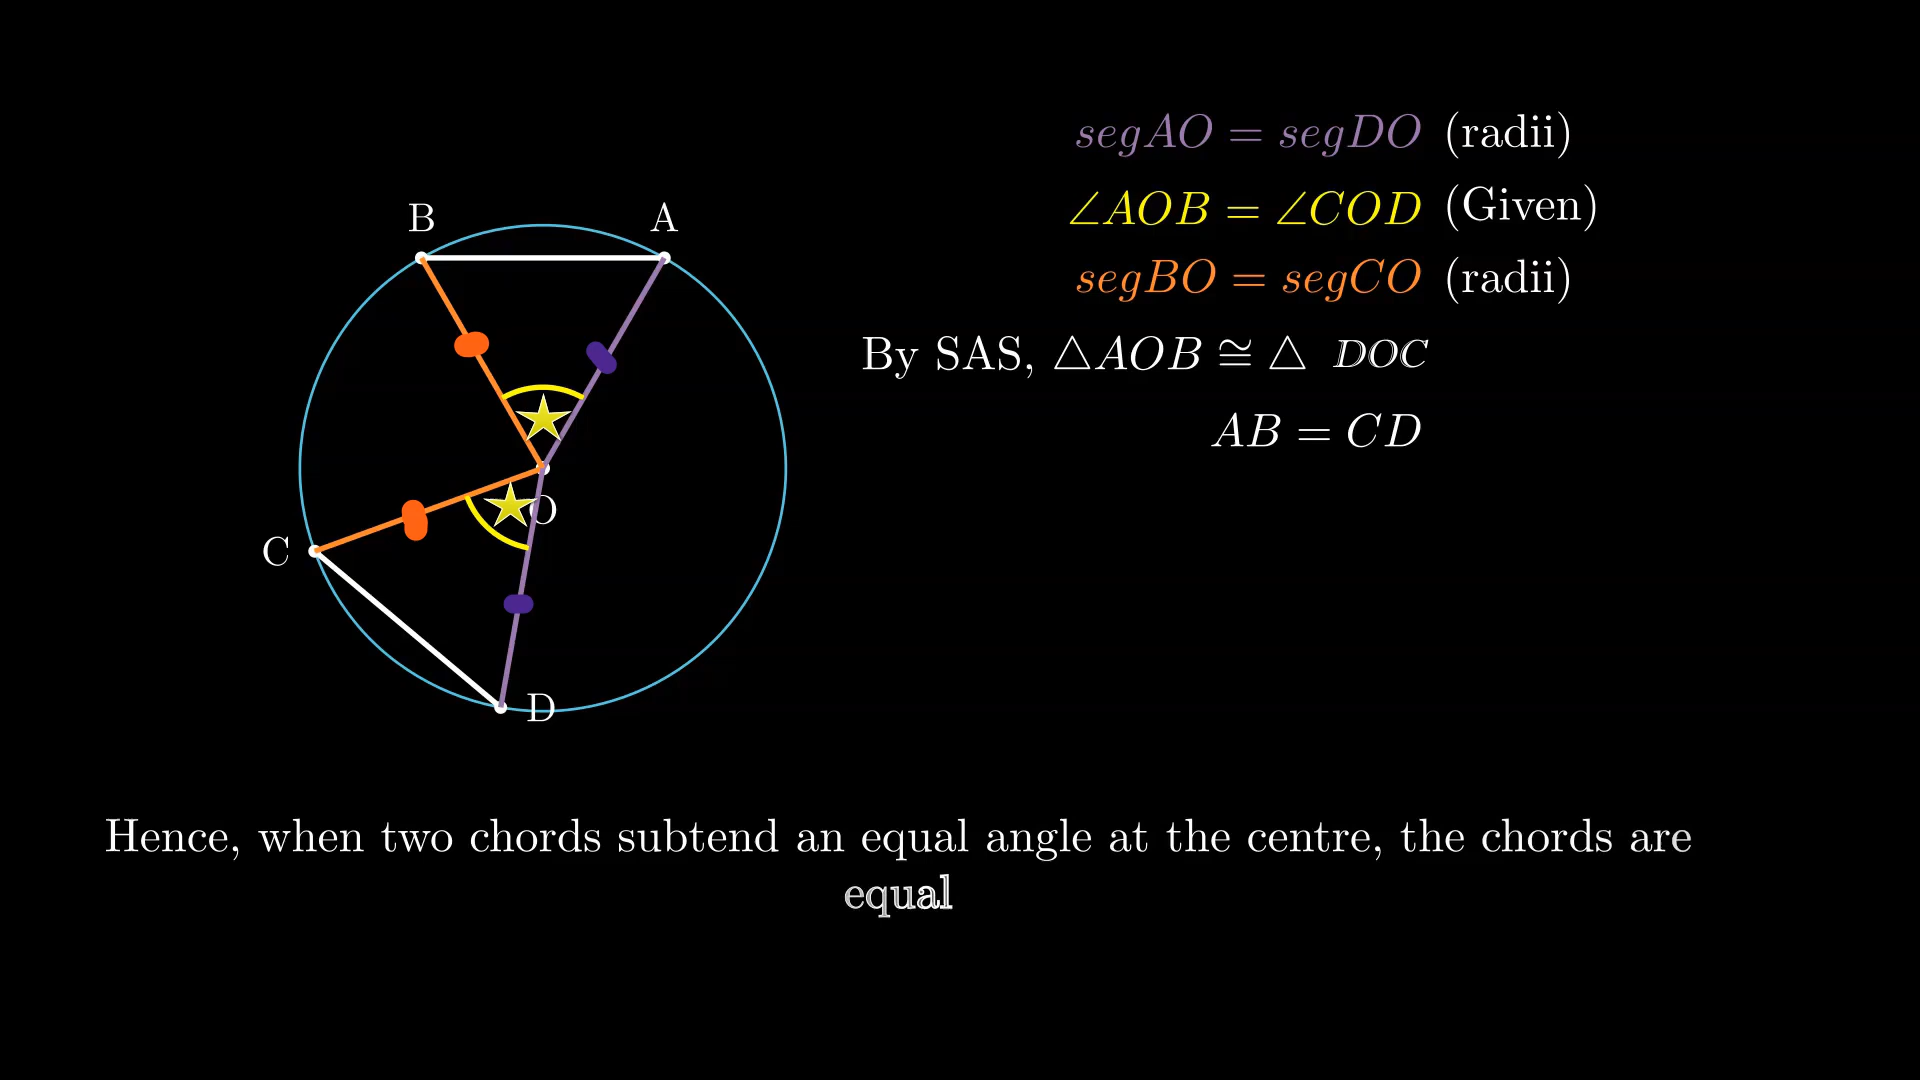 segAO = segDO (radii)
∠AOB = ∠COD (Given)
segBO = segCO (radii)
By SAS, △AOB ≅ △ DOC
AB = CD
B
A
O
C
D
Hence, when two chords subtend an equal angle at the centre, the chords are
equal